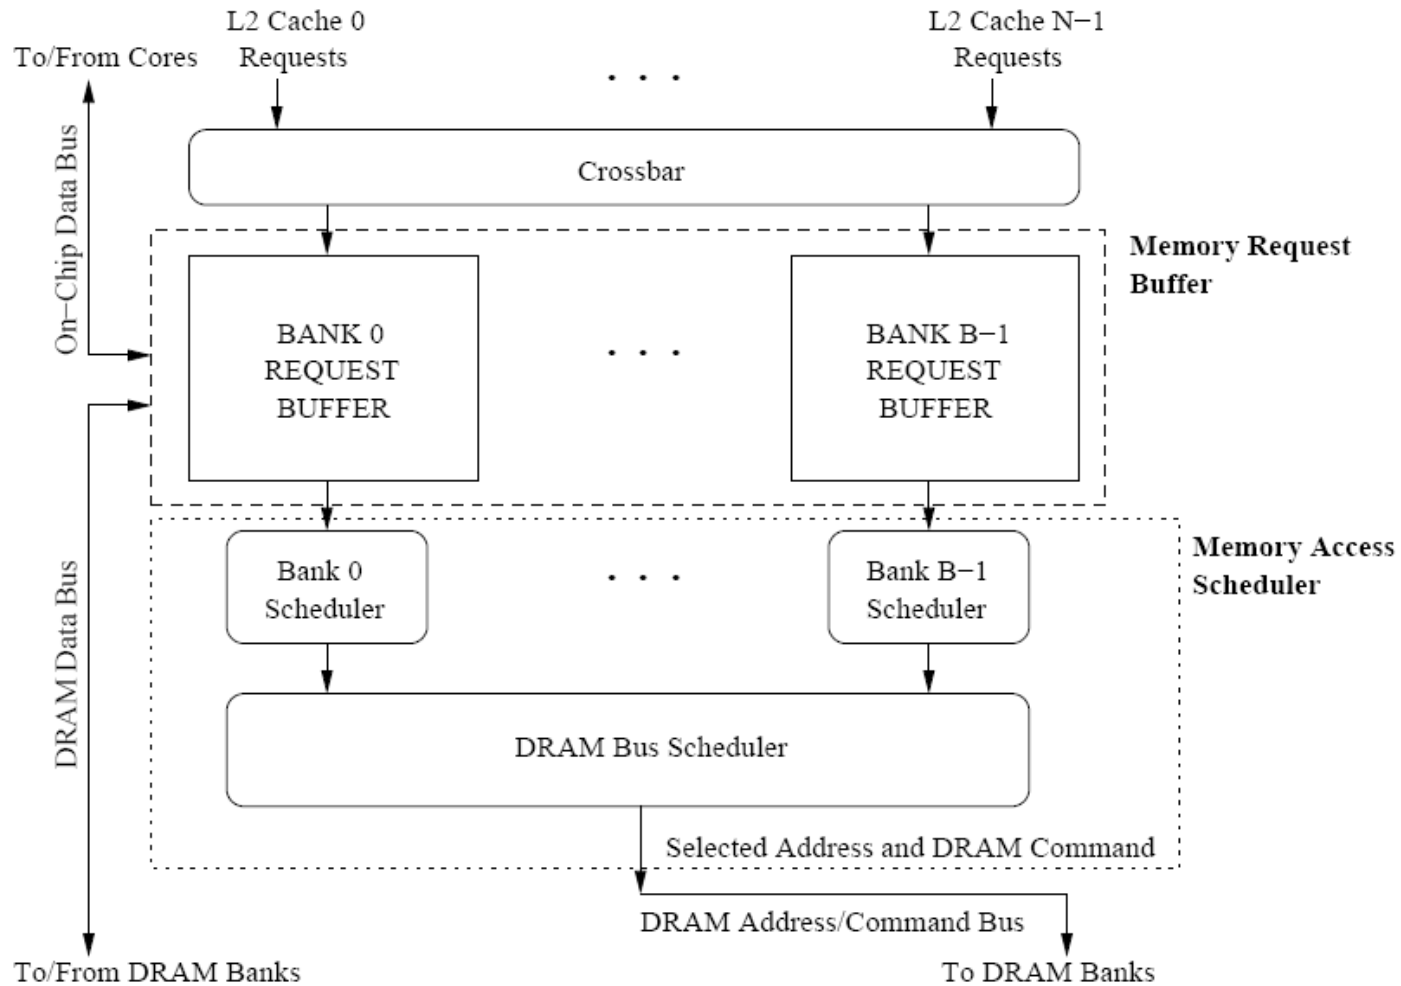 L2 Cache 0
Requests
L2 Cache N−1
Requests
To/From Cores
. . .
On−Chip Data Bus
Crossbar
Memory Request
Buffer
BANK 0
REQUEST
BUFFER
. . .
BANK B−1
REQUEST
BUFFER
Memory Access
Scheduler
Bank 0
Scheduler
. . .
Bank B−1
Scheduler
DRAM Data Bus
DRAM Bus Scheduler
Selected Address and DRAM Command
DRAM Address/Command Bus
To/From DRAM Banks
To DRAM Banks